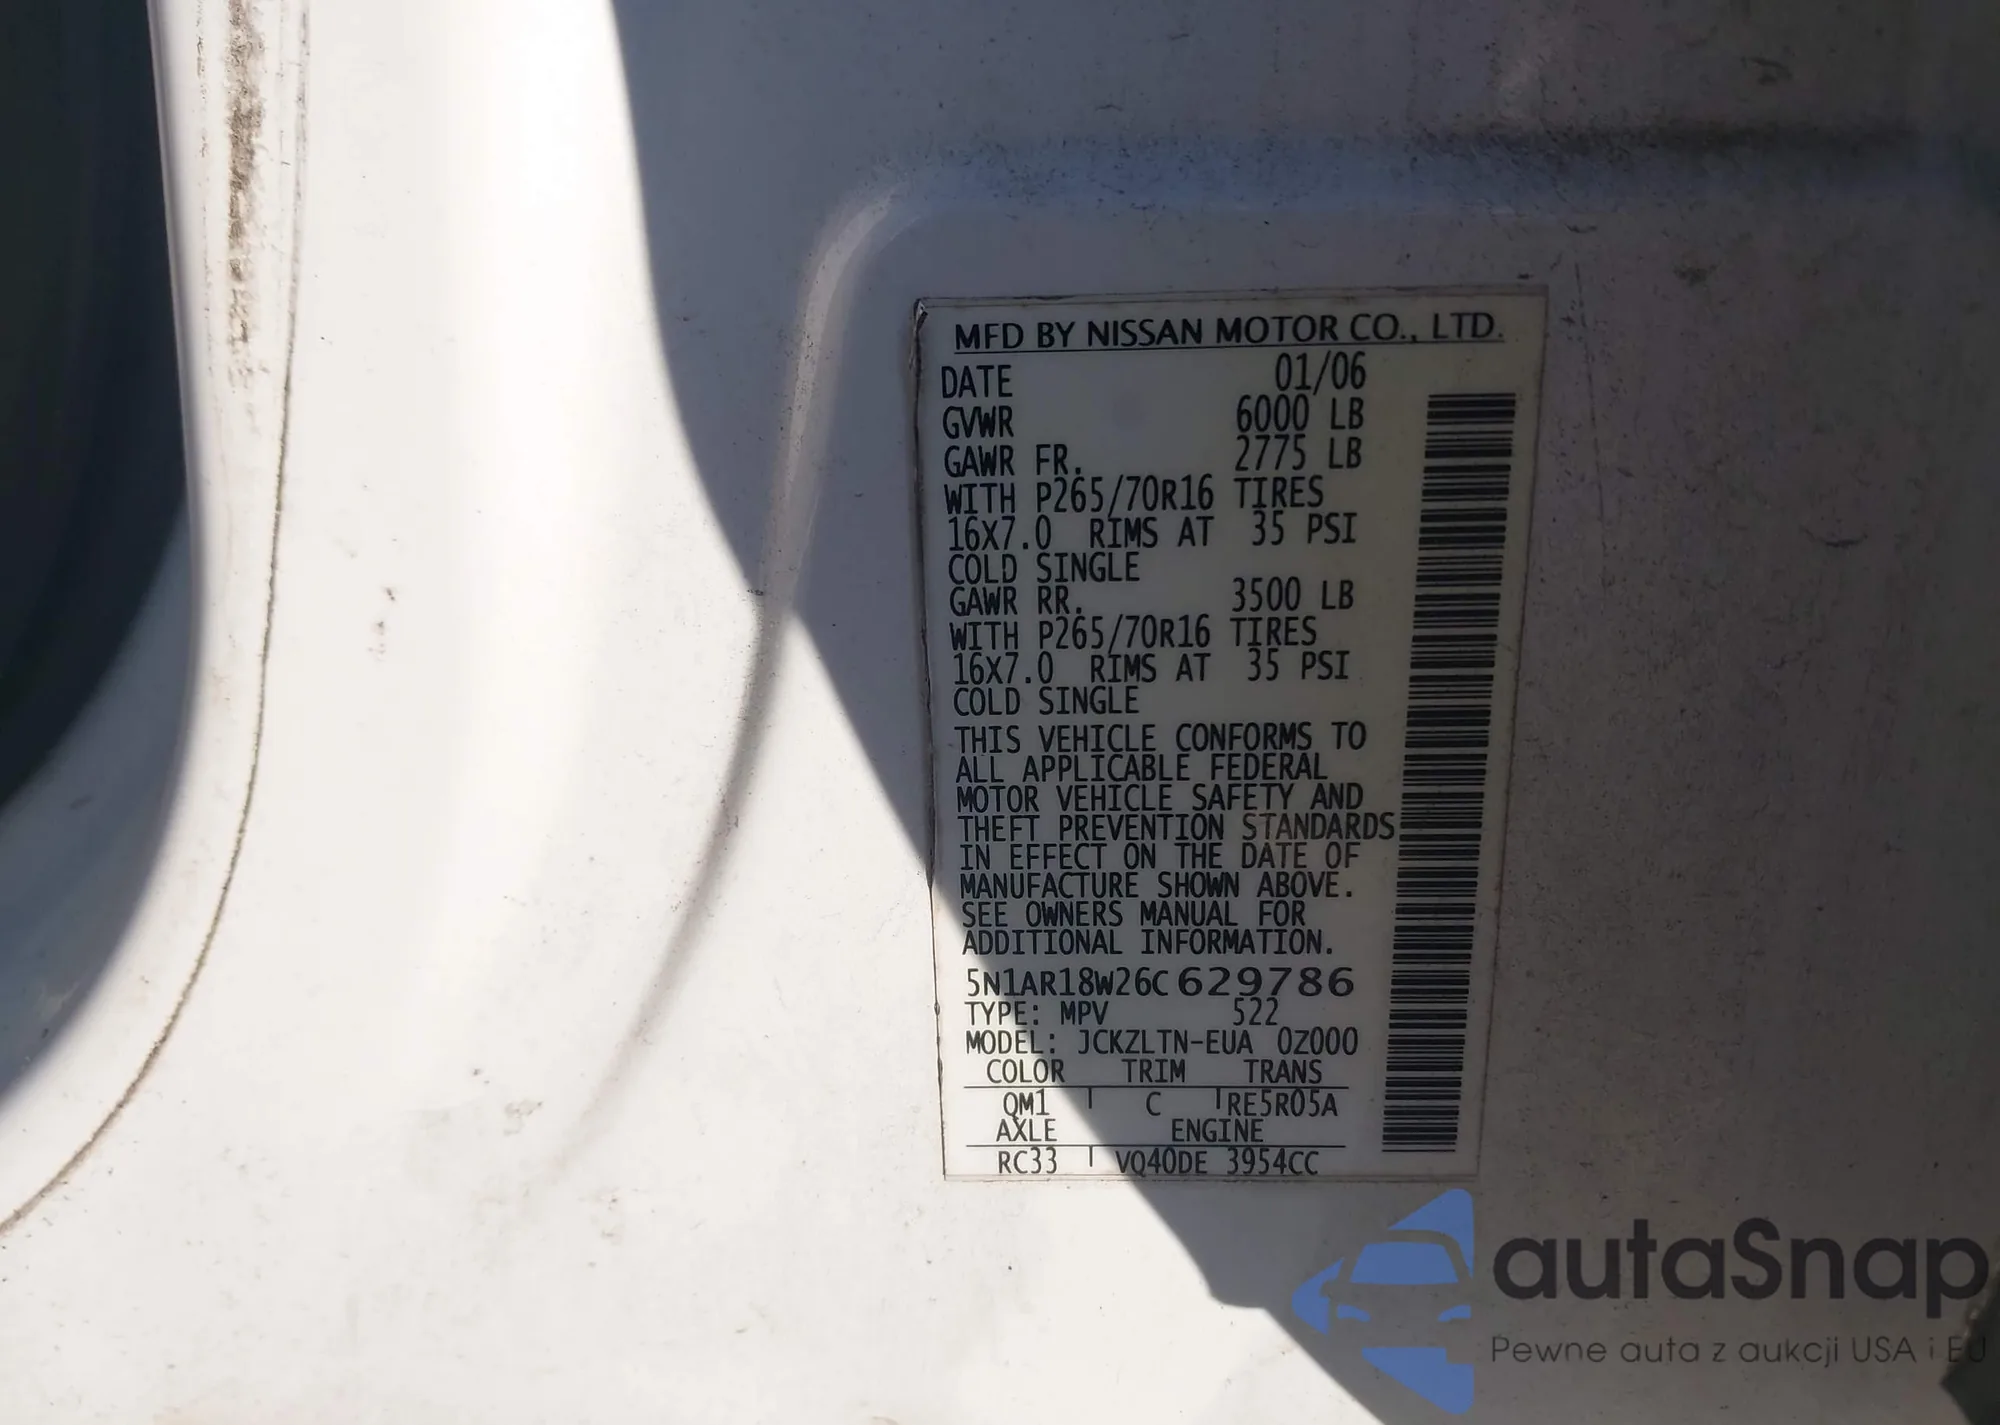 MFD BY NISSAN MOTOR CO., LTD.
DATE 01/06
GVWR 6000 LB
GAWR FR. 2775 LB
WITH P265/70R16 TIRES
16X7.0 RIMS AT 35 PSI
COLD SINGLE
GAWR RR. 3500 LB
WITH P265/70R16 TIRES
16X7.0 RIMS AT 35 PSI
COLD SINGLE
THIS VEHICLE CONFORMS TO
ALL APPLICABLE FEDERAL
MOTOR VEHICLE SAFETY AND
THEFT PREVENTION STANDARDS
IN EFFECT ON THE DATE OF
MANUFACTURE SHOWN ABOVE.
SEE OWNERS MANUAL FOR
ADDITIONAL INFORMATION.
5N1AR18W26C629786
TYPE: MPV 522
MODEL: JCKZLTN-EUA 0Z000
COLOR TRIM TRANS
QM1 C RE5R05A
AXLE ENGINE
RC33 VQ40DE 3954CC
autaSnap
Pewne auta z aukcji USA i EU